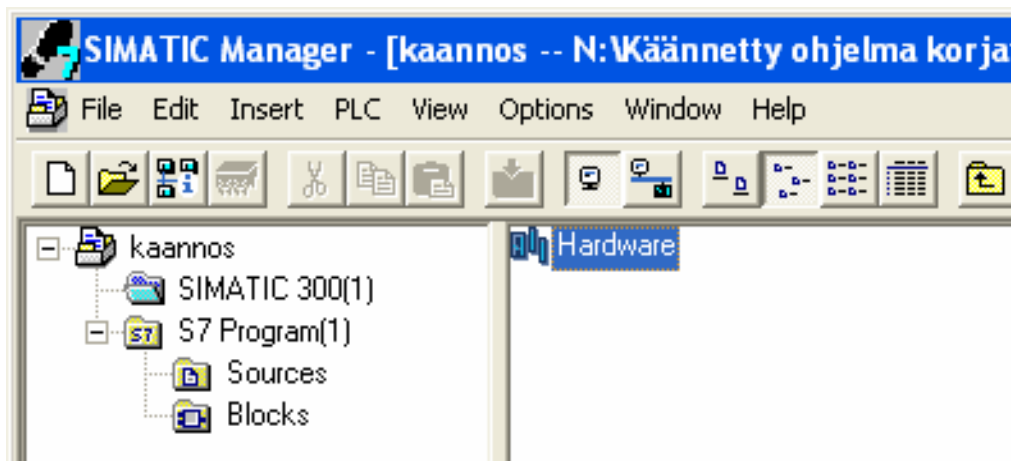 SIMATIC Manager - [kaannos -- N:\Käännetty ohjelma korja
File Edit Insert PLC View Options Window Help
kaannos
SIMATIC 300(1)
S7 Program(1)
Sources
Blocks
Hardware